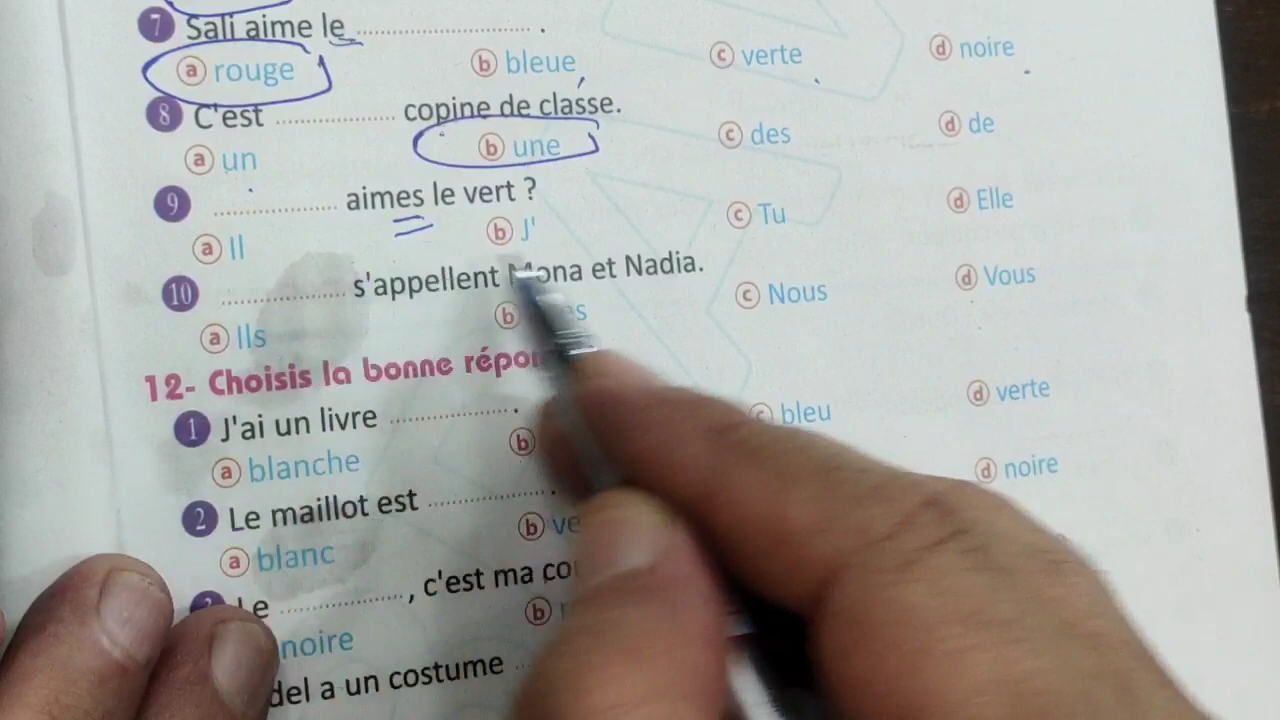 7 Sali aime le .............................. .
a rouge b bleue c verte d noire
8 C'est .................... copine de classe.
a un b une c des d de
9 .................... aimes le vert ?
a Il b J' c Tu d Elle
10 .................... s'appellent Mona et Nadia.
a Ils b c Nous d Vous
12- Choisis la bonne
1 J'ai un livre .................... .
a blanche b c bleu d verte
2 Le maillot est .................... .
a blanc b d noire
Le .................... , c'est ma
noire b
a un costume